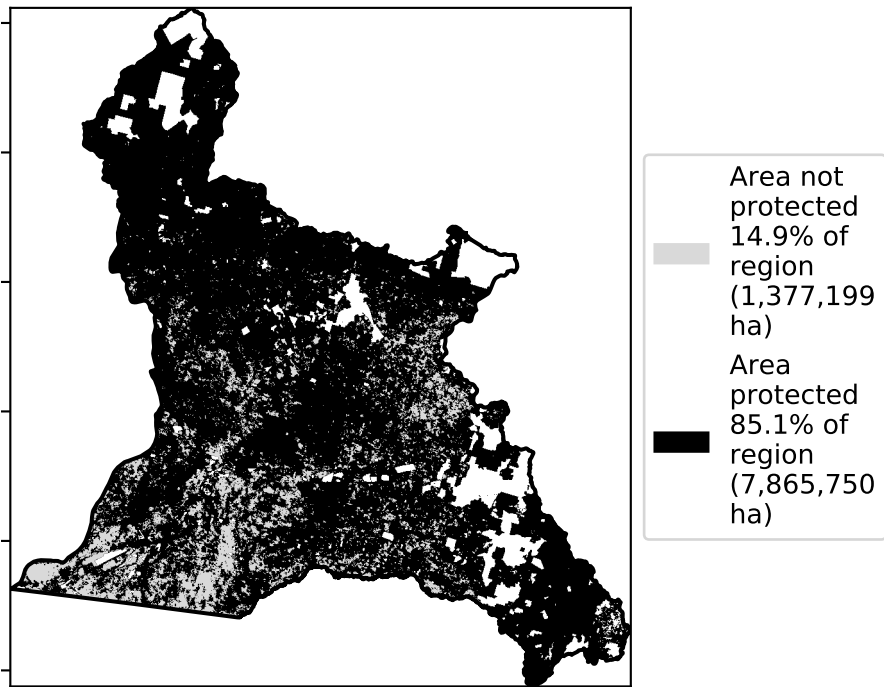 Area not
protected
14.9% of
region
(1,377,199
ha)
Area
protected
85.1% of
region
(7,865,750
ha)